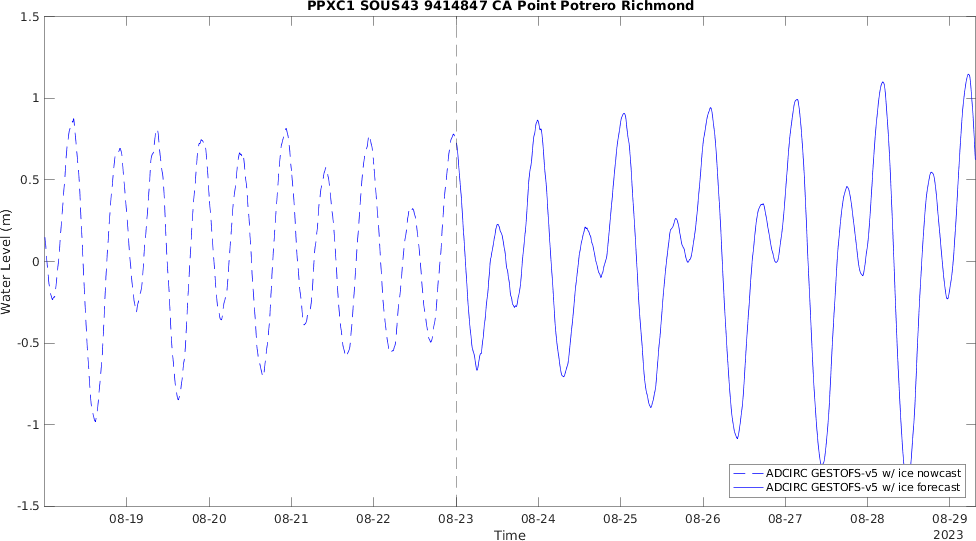 PPXC1 SOUS43 9414847 CA Point Potrero Richmond
1.5
1
0.5
0
-0.5
-1
-1.5
Water Level (m)
08-19 08-20 08-21 08-22 08-23 08-24 08-25 08-26 08-27 08-28 08-29
2023
Time
ADCIRC GESTOFS-v5 w/ ice nowcast
ADCIRC GESTOFS-v5 w/ ice forecast